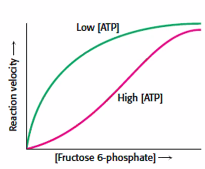 Low [ATP]
High [ATP]
Reaction velocity →
[Fructose 6-phosphate] →